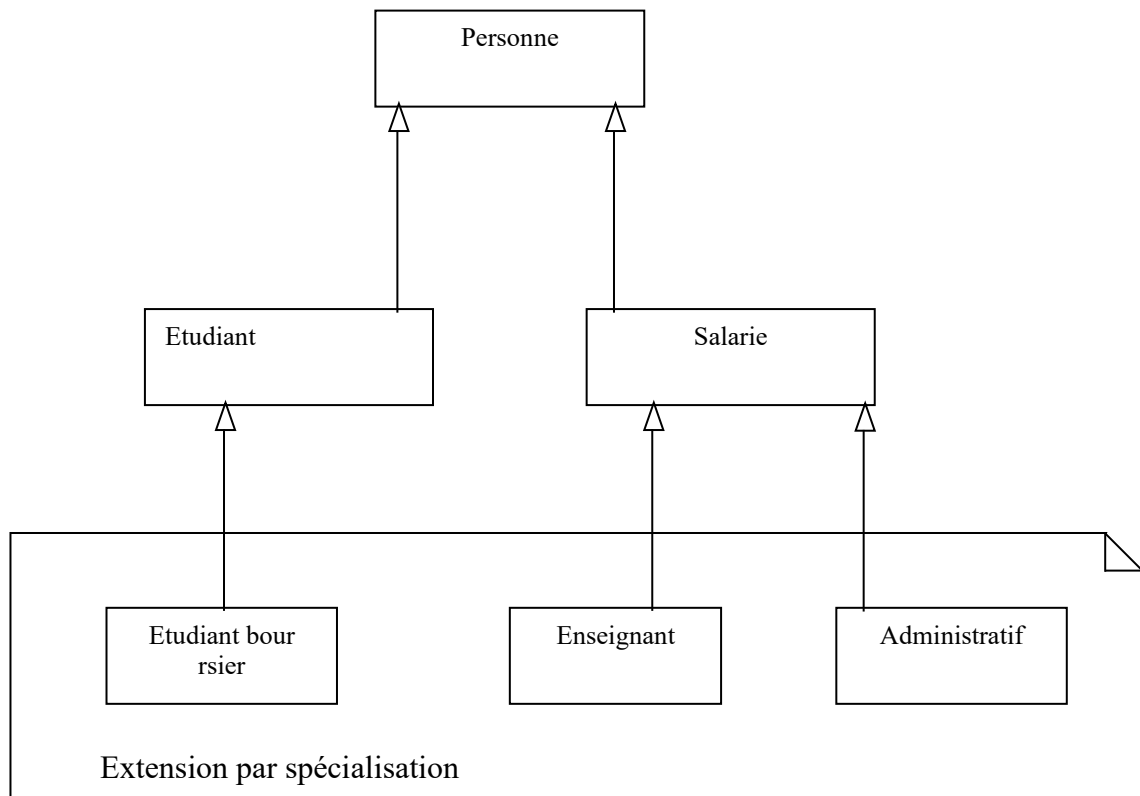 Personne
Etudiant
Salarie
Etudiant bour
rsier
Enseignant
Administratif
Extension par spécialisation